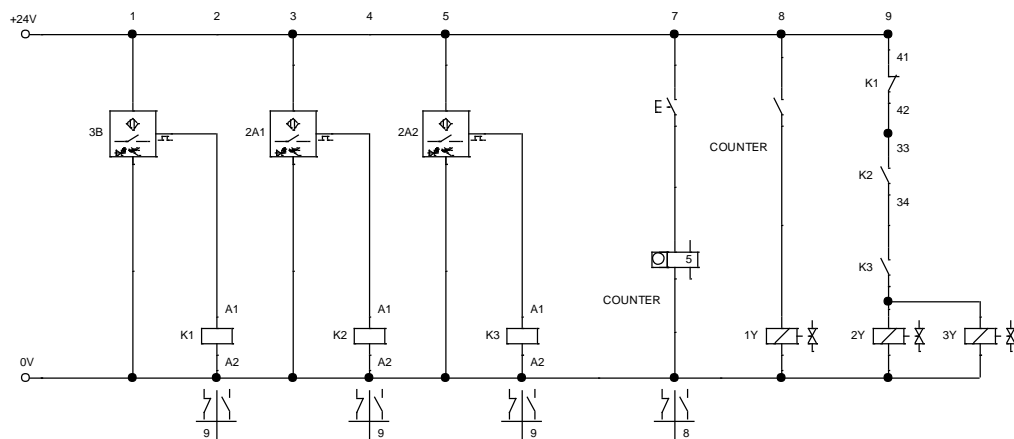 1 2 3 4 5 7 8 9
+24V
41
K1
3B 2A1 2A2 42
COUNTER 33
K2
34
5 K3
COUNTER
A1 A1 A1
K1 K2 K3 1Y 2Y 3Y
A2 A2 A2
0V
9 9 9 8